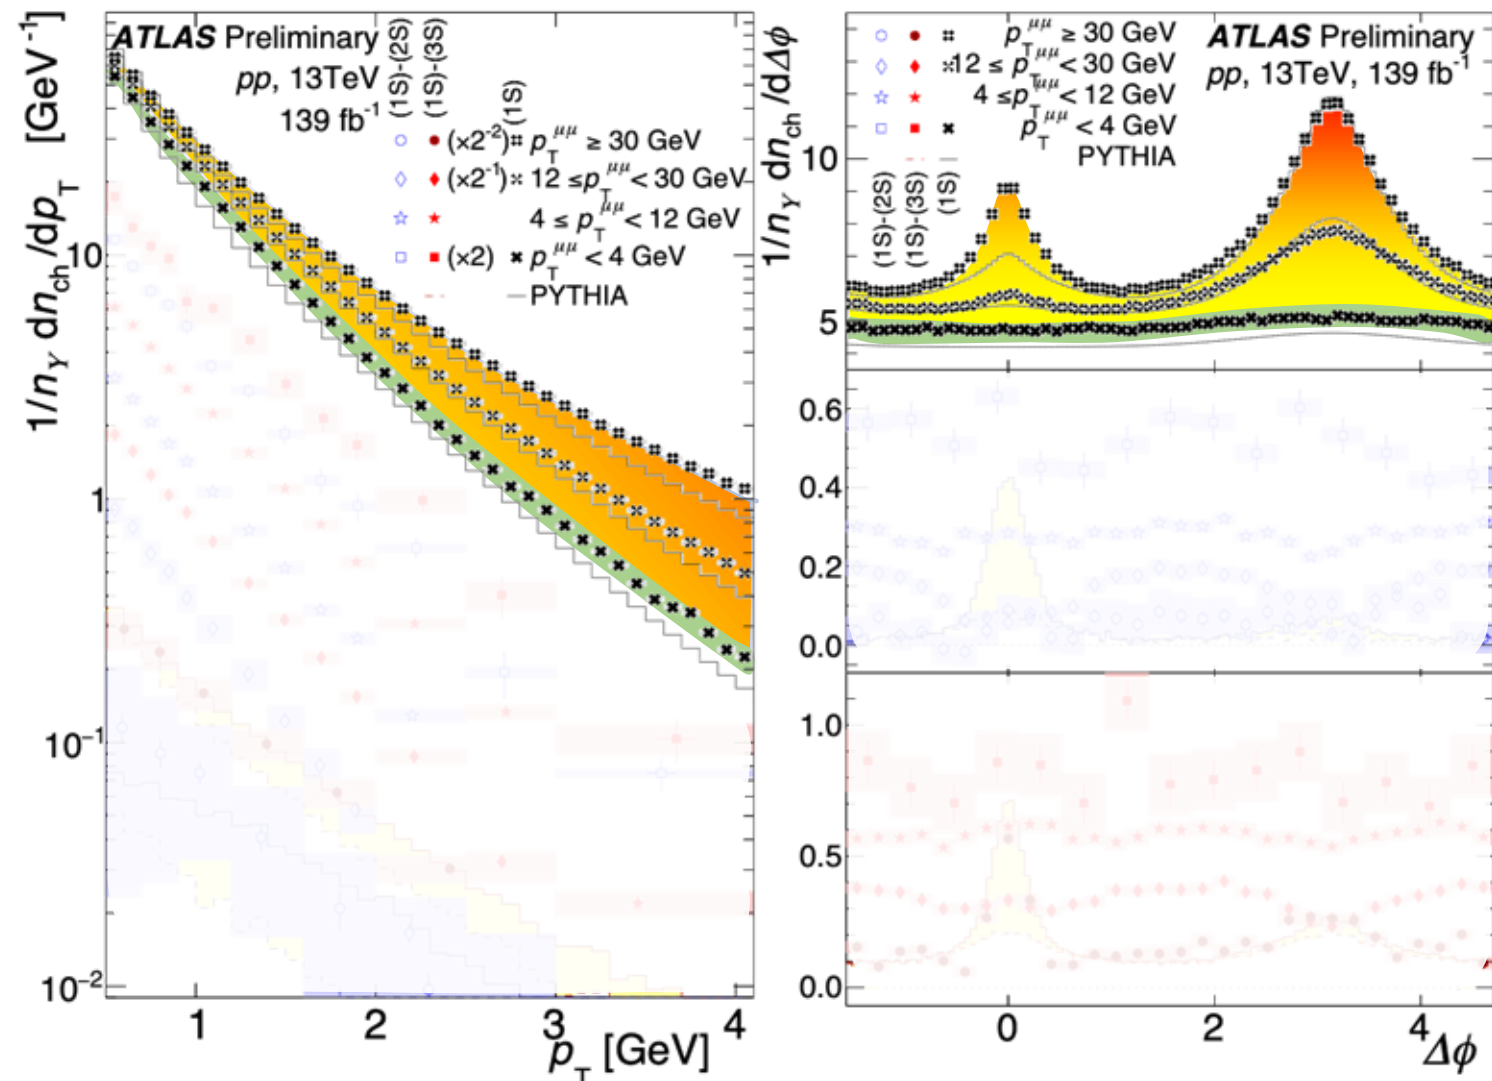 ATLAS Preliminary
pp, 13TeV
139 fb⁻¹
(1S)-(2S)
(1S)-(3S)
(1S)
(×2⁻²) p_T^μμ ≥ 30 GeV
(×2⁻¹) 12 ≤ p_T^μμ < 30 GeV
4 ≤ p_T^μμ < 12 GeV
(×2) p_T^μμ < 4 GeV
PYTHIA
1/n_Υ dn_ch/dp_T [GeV⁻¹]
10
1
10⁻¹
10⁻²
1 2 3 4
p_T [GeV]
ATLAS Preliminary
pp, 13TeV, 139 fb⁻¹
p_T^μμ ≥ 30 GeV
12 ≤ p_T^μμ < 30 GeV
4 ≤ p_T^μμ < 12 GeV
p_T^μμ < 4 GeV
PYTHIA
(1S)-(2S)
(1S)-(3S)
(1S)
1/n_Υ dn_ch/dΔϕ
10
5
0.6
0.4
0.2
0.0
1.0
0.5
0.0
0 2 4
Δϕ